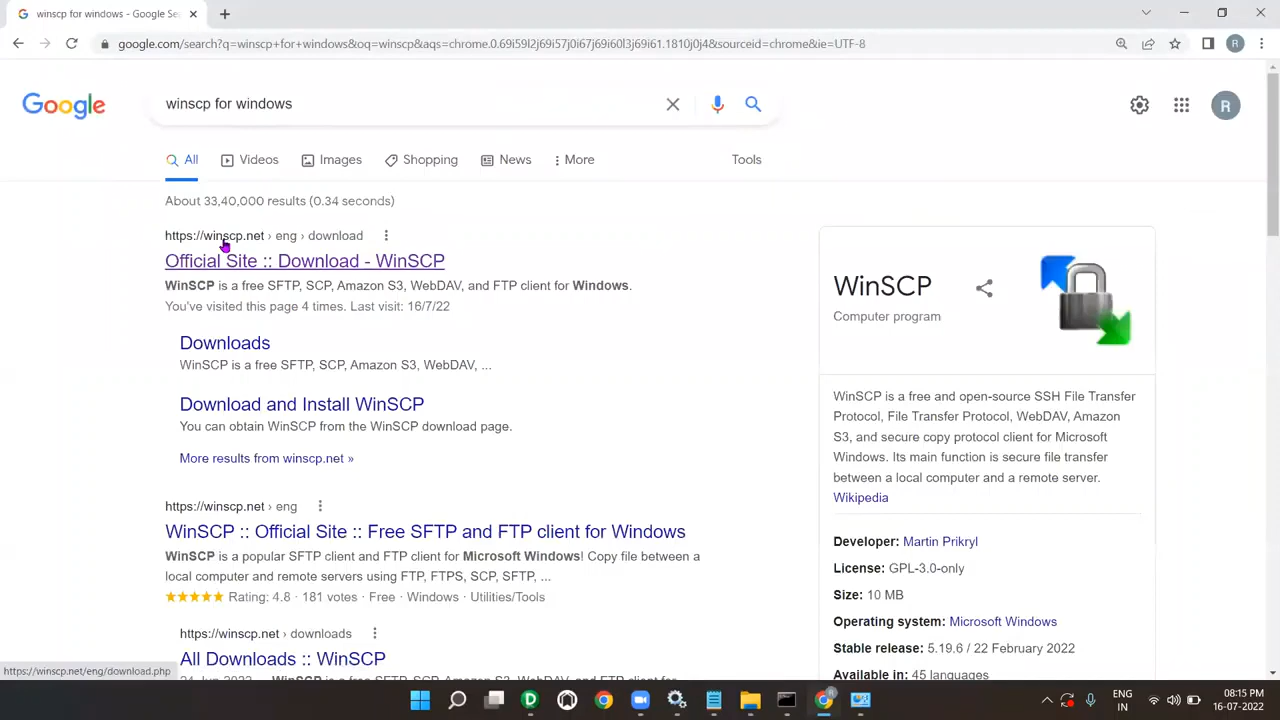 winscp for windows - Google Se
google.com/search?q=winscp+for+windows&oq=winscp&aqs=chrome.0.69i59l2j69i57j0i67j69i60l3j69i61.1810j0j4&sourceid=chrome&ie=UTF-8
R
Google
winscp for windows
R
All
Videos
Images
Shopping
News
More
Tools
About 33,40,000 results (0.34 seconds)
https://winscp.net › eng › download
Official Site :: Download - WinSCP
WinSCP is a free SFTP, SCP, Amazon S3, WebDAV, and FTP client for Windows.
You've visited this page 4 times. Last visit: 16/7/22
Downloads
WinSCP is a free SFTP, SCP, Amazon S3, WebDAV, ...
Download and Install WinSCP
You can obtain WinSCP from the WinSCP download page.
More results from winscp.net »
https://winscp.net › eng
WinSCP :: Official Site :: Free SFTP and FTP client for Windows
WinSCP is a popular SFTP client and FTP client for Microsoft Windows! Copy file between a
local computer and remote servers using FTP, FTPS, SCP, SFTP, ...
Rating: 4.8 · 181 votes · Free · Windows · Utilities/Tools
https://winscp.net › downloads
All Downloads :: WinSCP
WinSCP
Computer program
WinSCP is a free and open-source SSH File Transfer
Protocol, File Transfer Protocol, WebDAV, Amazon
S3, and secure copy protocol client for Microsoft
Windows. Its main function is secure file transfer
between a local computer and a remote server.
Wikipedia
Developer: Martin Prikryl
License: GPL-3.0-only
Size: 10 MB
Operating system: Microsoft Windows
Stable release: 5.19.6 / 22 February 2022
Available in: 45 languages
https://winscp.net/eng/download.php
ENG
IN
08:15 PM
16-07-2022